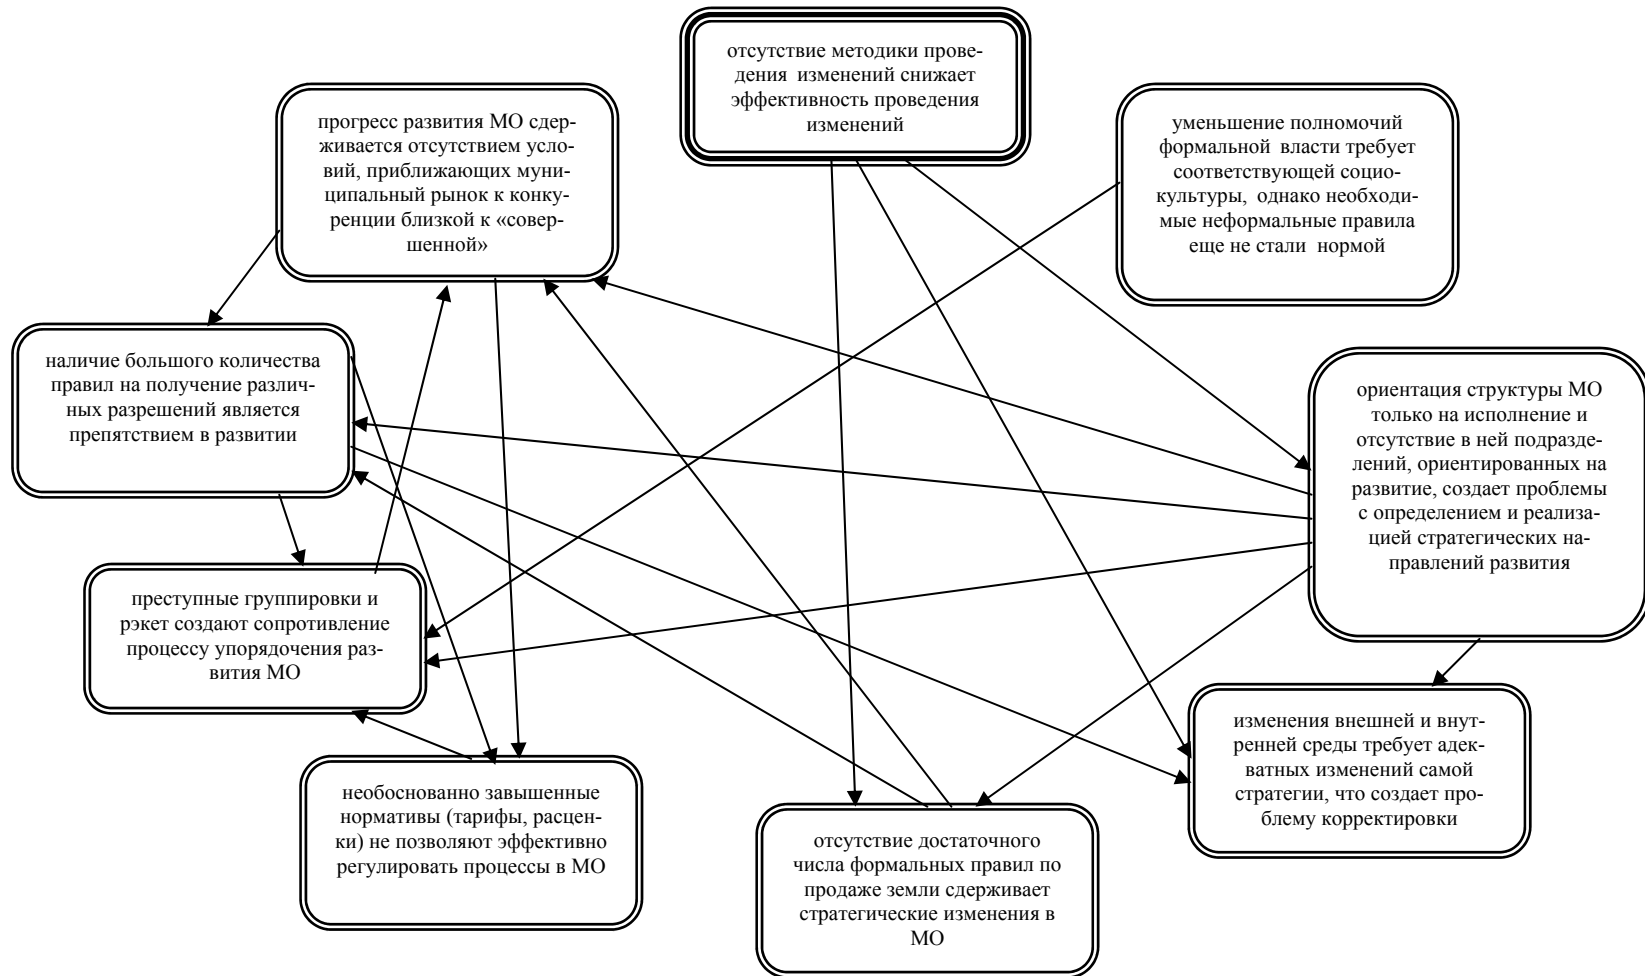 отсутствие методики прове-
дения изменений снижает
эффективность проведения
изменений
прогресс развития МО сдер-
живается отсутствием усло-
вий, приближающих муни-
ципальный рынок к конку-
ренции близкой к «совер-
шенной»
уменьшение полномочий
формальной власти требует
соответствующей социо-
культуры, однако необходи-
мые неформальные правила
еще не стали нормой
наличие большого количества
правил на получение различ-
ных разрешений является
препятствием в развитии
ориентация структуры МО
только на исполнение и
отсутствие в ней подразде-
лений, ориентированных на
развитие, создает проблемы
с определением и реализа-
цией стратегических на-
правлений развития
преступные группировки и
рэкет создают сопротивление
процессу упорядочения раз-
вития МО
изменения внешней и внут-
ренней среды требует адек-
ватных изменений самой
стратегии, что создает про-
блему корректировки
необоснованно завышенные
нормативы (тарифы, расцен-
ки) не позволяют эффективно
регулировать процессы в МО
отсутствие достаточного
числа формальных правил по
продаже земли сдерживает
стратегические изменения в
МО